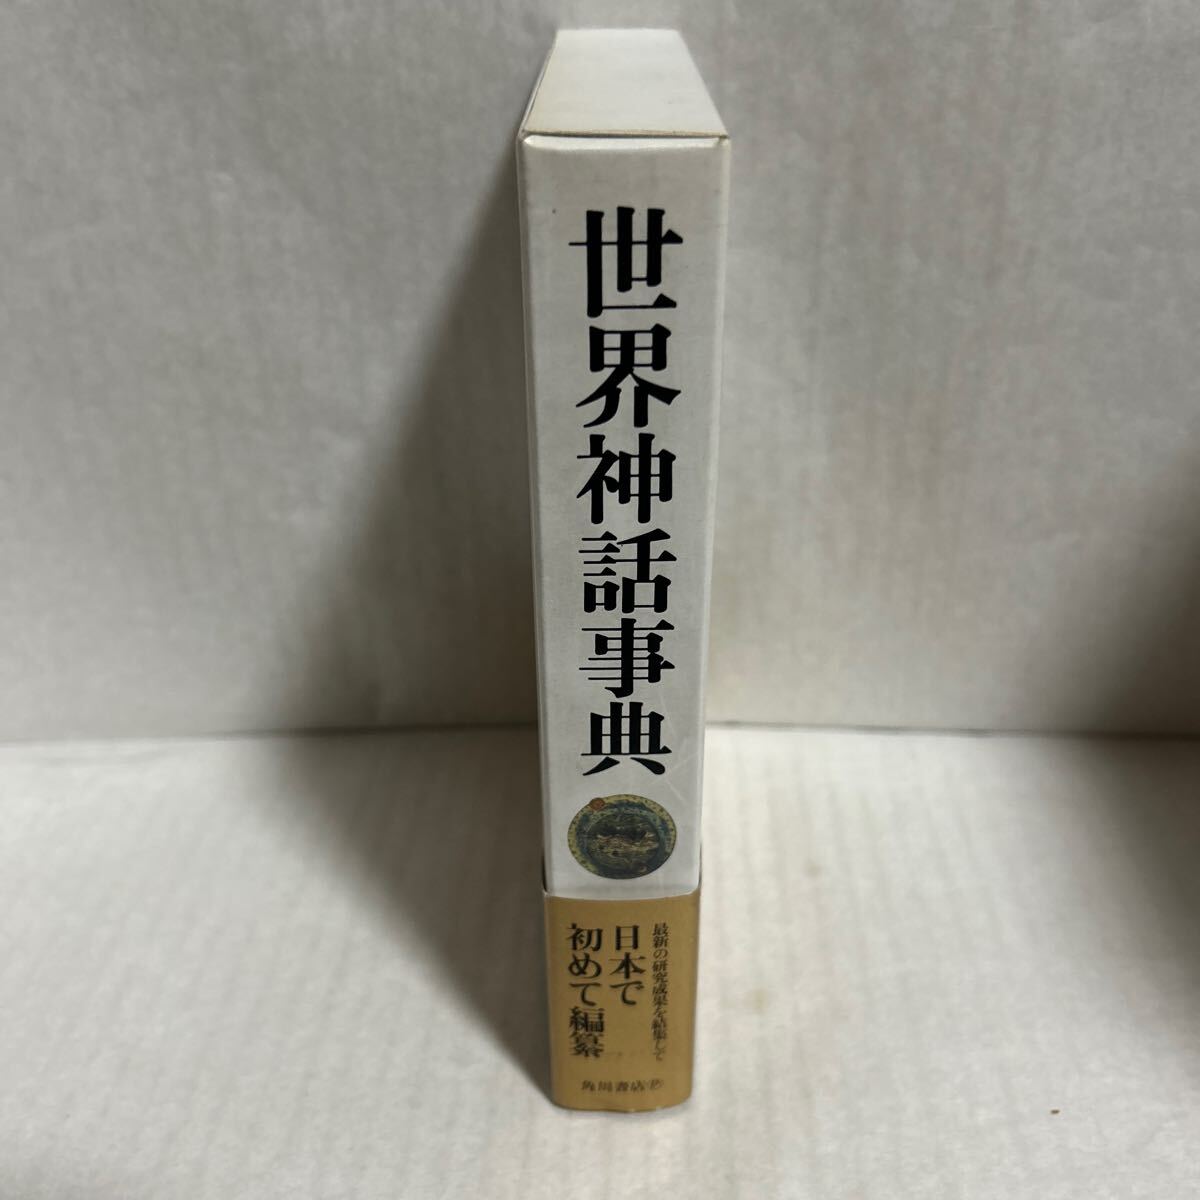 世界神話事典
最新の研究成果を結集して
日本で
初めて編纂
角川書店